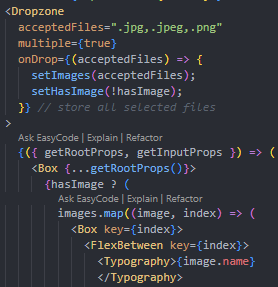 <Dropzone
acceptedFiles=".jpg,.jpeg,.png"
multiple={true}
onDrop={(acceptedFiles) => {
setImages(acceptedFiles);
setHasImage(!hasImage);
}} // store all selected files
>
Ask EasyCode | Explain | Refactor
{({ getRootProps, getInputProps }) => (
<Box {...getRootProps()}>
{hasImage ? (
Ask EasyCode | Explain | Refactor
images.map((image, index) => (
<Box key={index}>
<FlexBetween key={index}>
<Typography>{image.name}
</Typography>